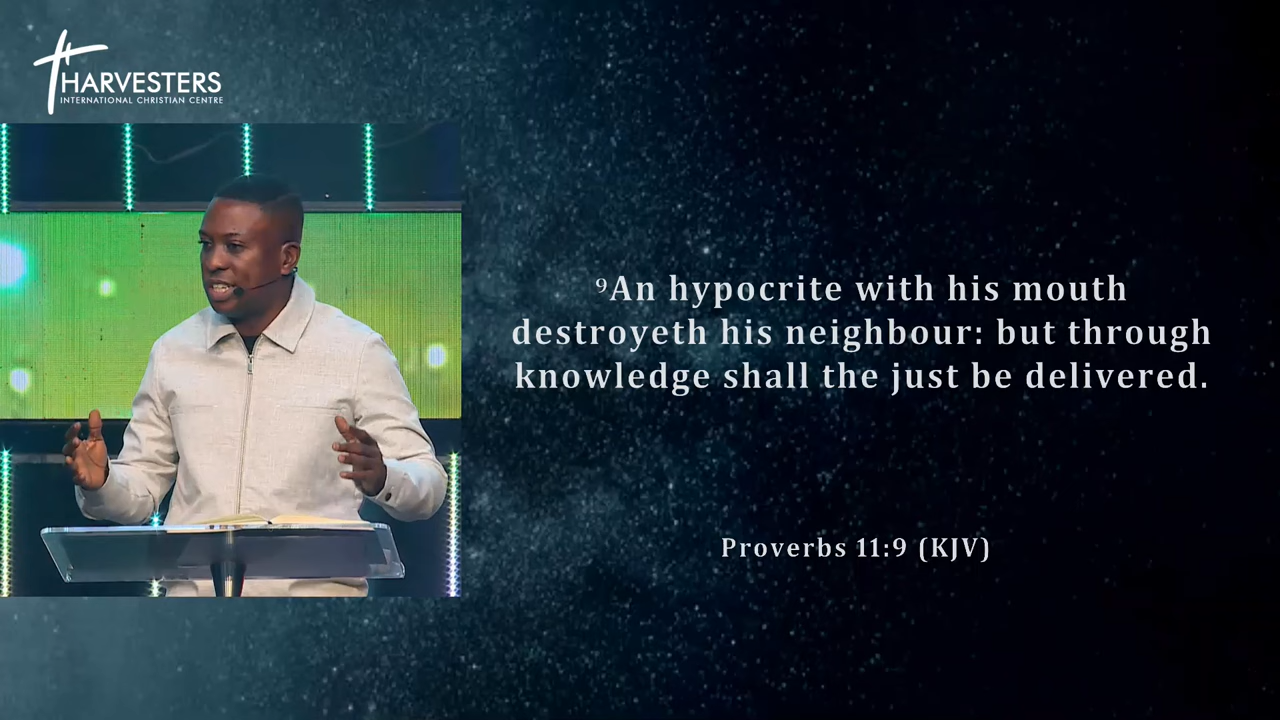 HARVESTERS
INTERNATIONAL CHRISTIAN CENTRE
⁹An hypocrite with his mouth
destroyeth his neighbour: but through
knowledge shall the just be delivered.
Proverbs 11:9 (KJV)